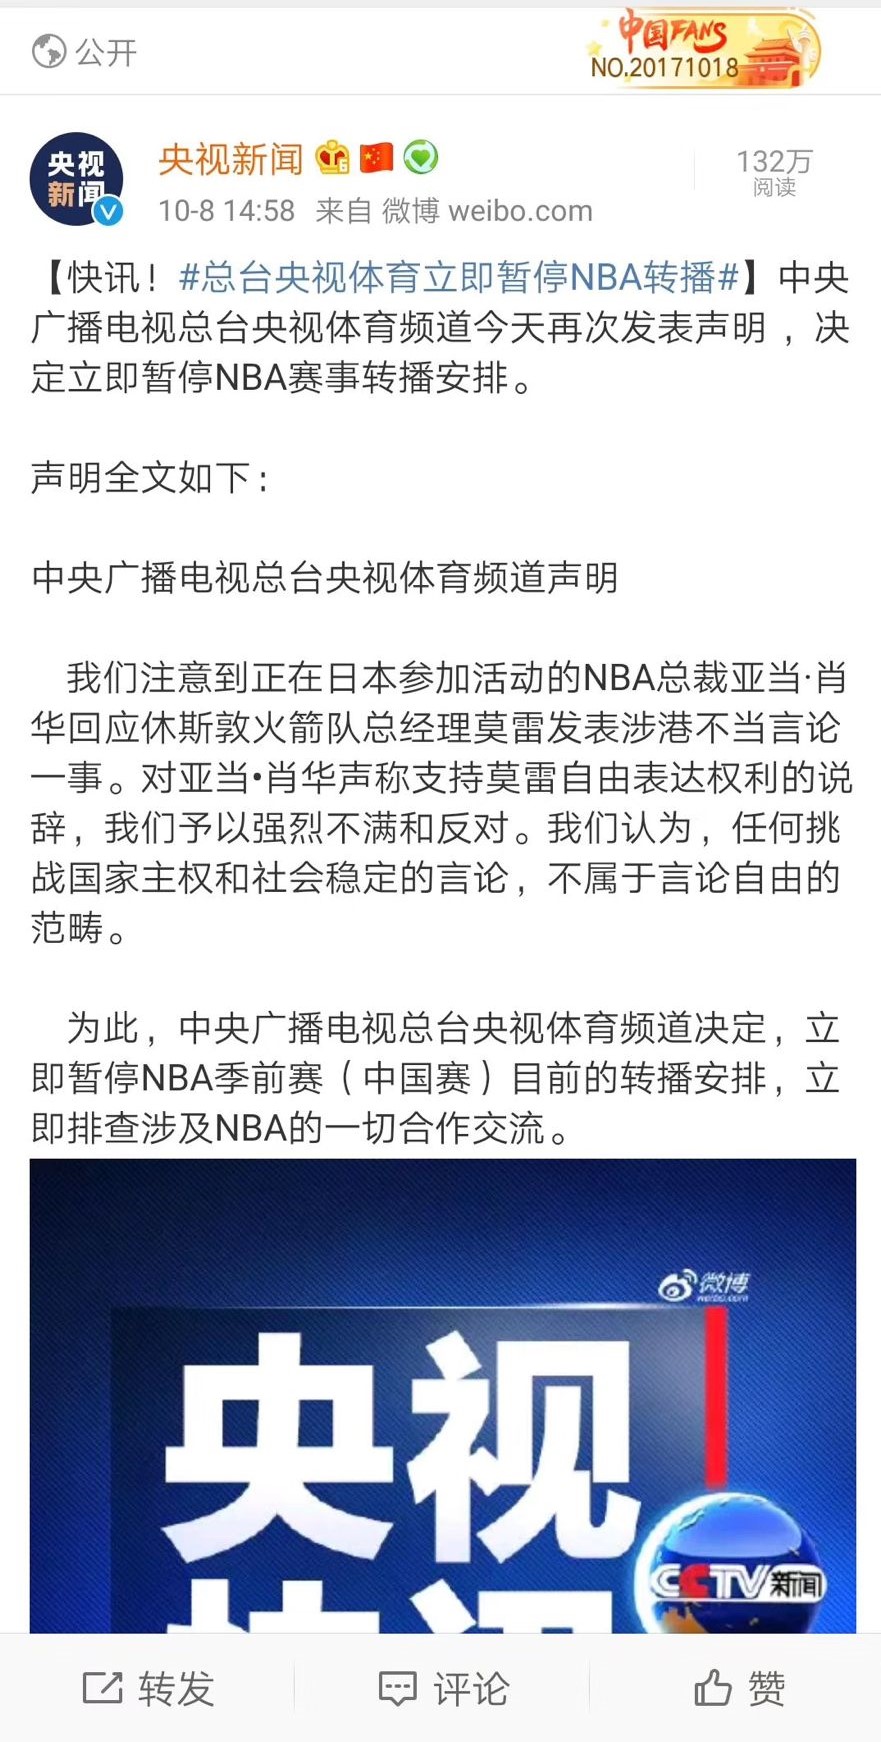 公开
中国FANS
NO.20171018
央视
新闻
央视新闻
6
132万
阅读
10-8 14:58 来自 微博 weibo.com
【快讯！#总台央视体育立即暂停NBA转播#】中央
广播电视总台央视体育频道今天再次发表声明，决
定立即暂停NBA赛事转播安排。
声明全文如下：
中央广播电视总台央视体育频道声明
我们注意到正在日本参加活动的NBA总裁亚当·肖
华回应休斯敦火箭队总经理莫雷发表涉港不当言论
一事。对亚当•肖华声称支持莫雷自由表达权利的说
辞，我们予以强烈不满和反对。我们认为，任何挑
战国家主权和社会稳定的言论，不属于言论自由的
范畴。
为此，中央广播电视总台央视体育频道决定，立
即暂停NBA季前赛（中国赛）目前的转播安排，立
即排查涉及NBA的一切合作交流。
微博
weibo.com
央视
CCTV新闻
转发
评论
赞